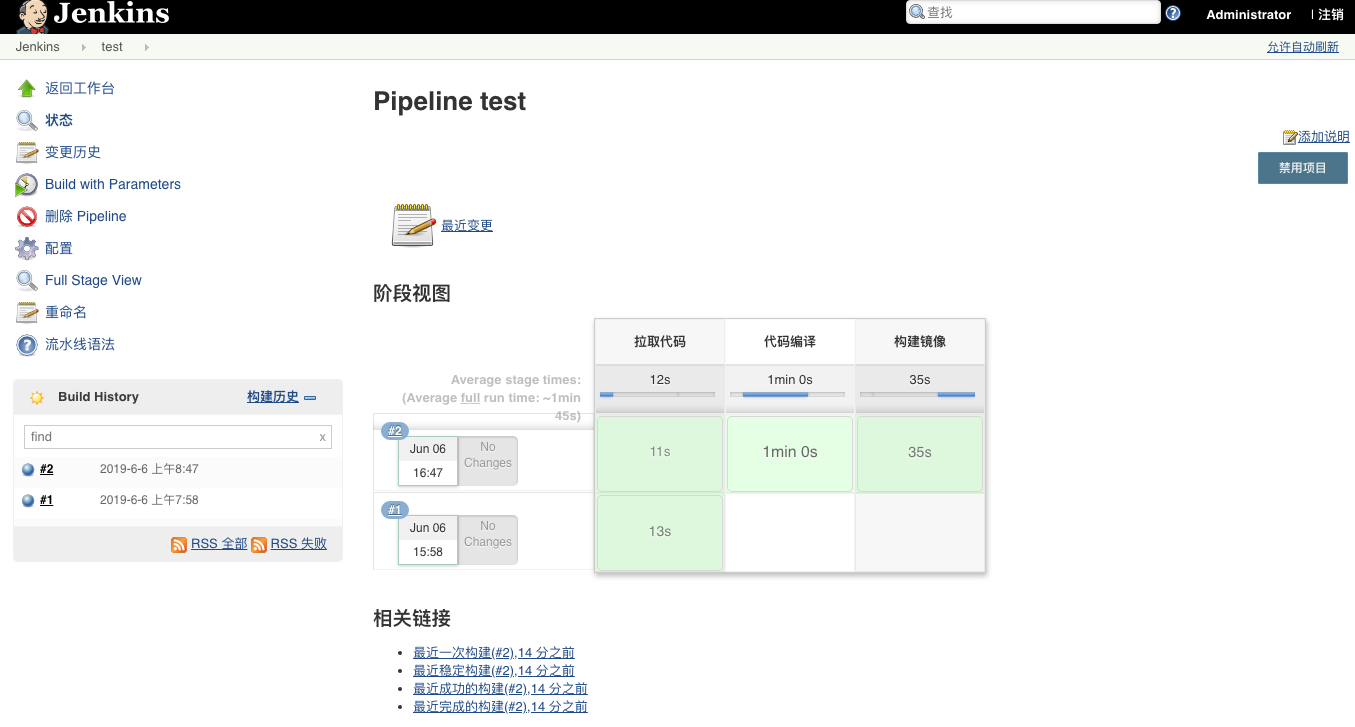 Jenkins
查找
?
Administrator
| 注销
Jenkins
test
允许自动刷新
返回工作台
状态
变更历史
Build with Parameters
删除 Pipeline
配置
Full Stage View
重命名
流水线语法
Build History
构建历史
find
x
#2
2019-6-6 上午8:47
#1
2019-6-6 上午7:58
RSS 全部
RSS 失败
Pipeline test
添加说明
禁用项目
最近变更
阶段视图
拉取代码
代码编译
构建镜像
Average stage times:
(Average full run time: ~1min
45s)
12s
1min 0s
35s
#2
Jun 06
16:47
No
Changes
11s
1min 0s
35s
#1
Jun 06
15:58
No
Changes
13s
相关链接
最近一次构建(#2),14 分之前
最近稳定构建(#2),14 分之前
最近成功的构建(#2),14 分之前
最近完成的构建(#2),14 分之前